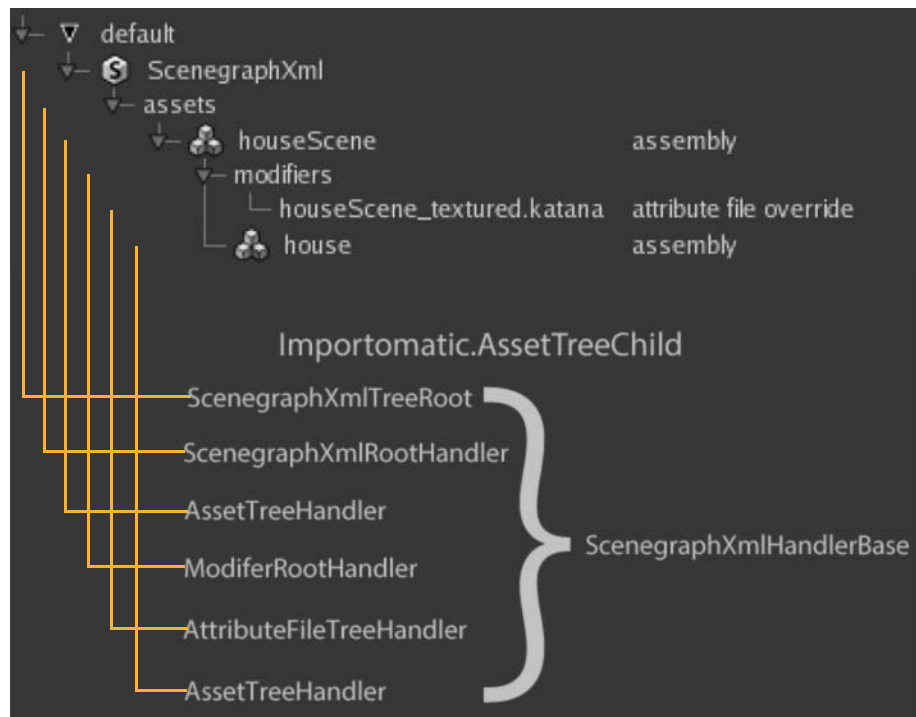 default
ScenegraphXml
assets
houseScene assembly
modifiers
houseScene_textured.katana attribute file override
house assembly
Importomatic.AssetTreeChild
ScenegraphXmlTreeRoot
ScenegraphXmlRootHandler
AssetTreeHandler
ScenegraphXmlHandlerBase
ModiferRootHandler
AttributeFileTreeHandler
AssetTreeHandler